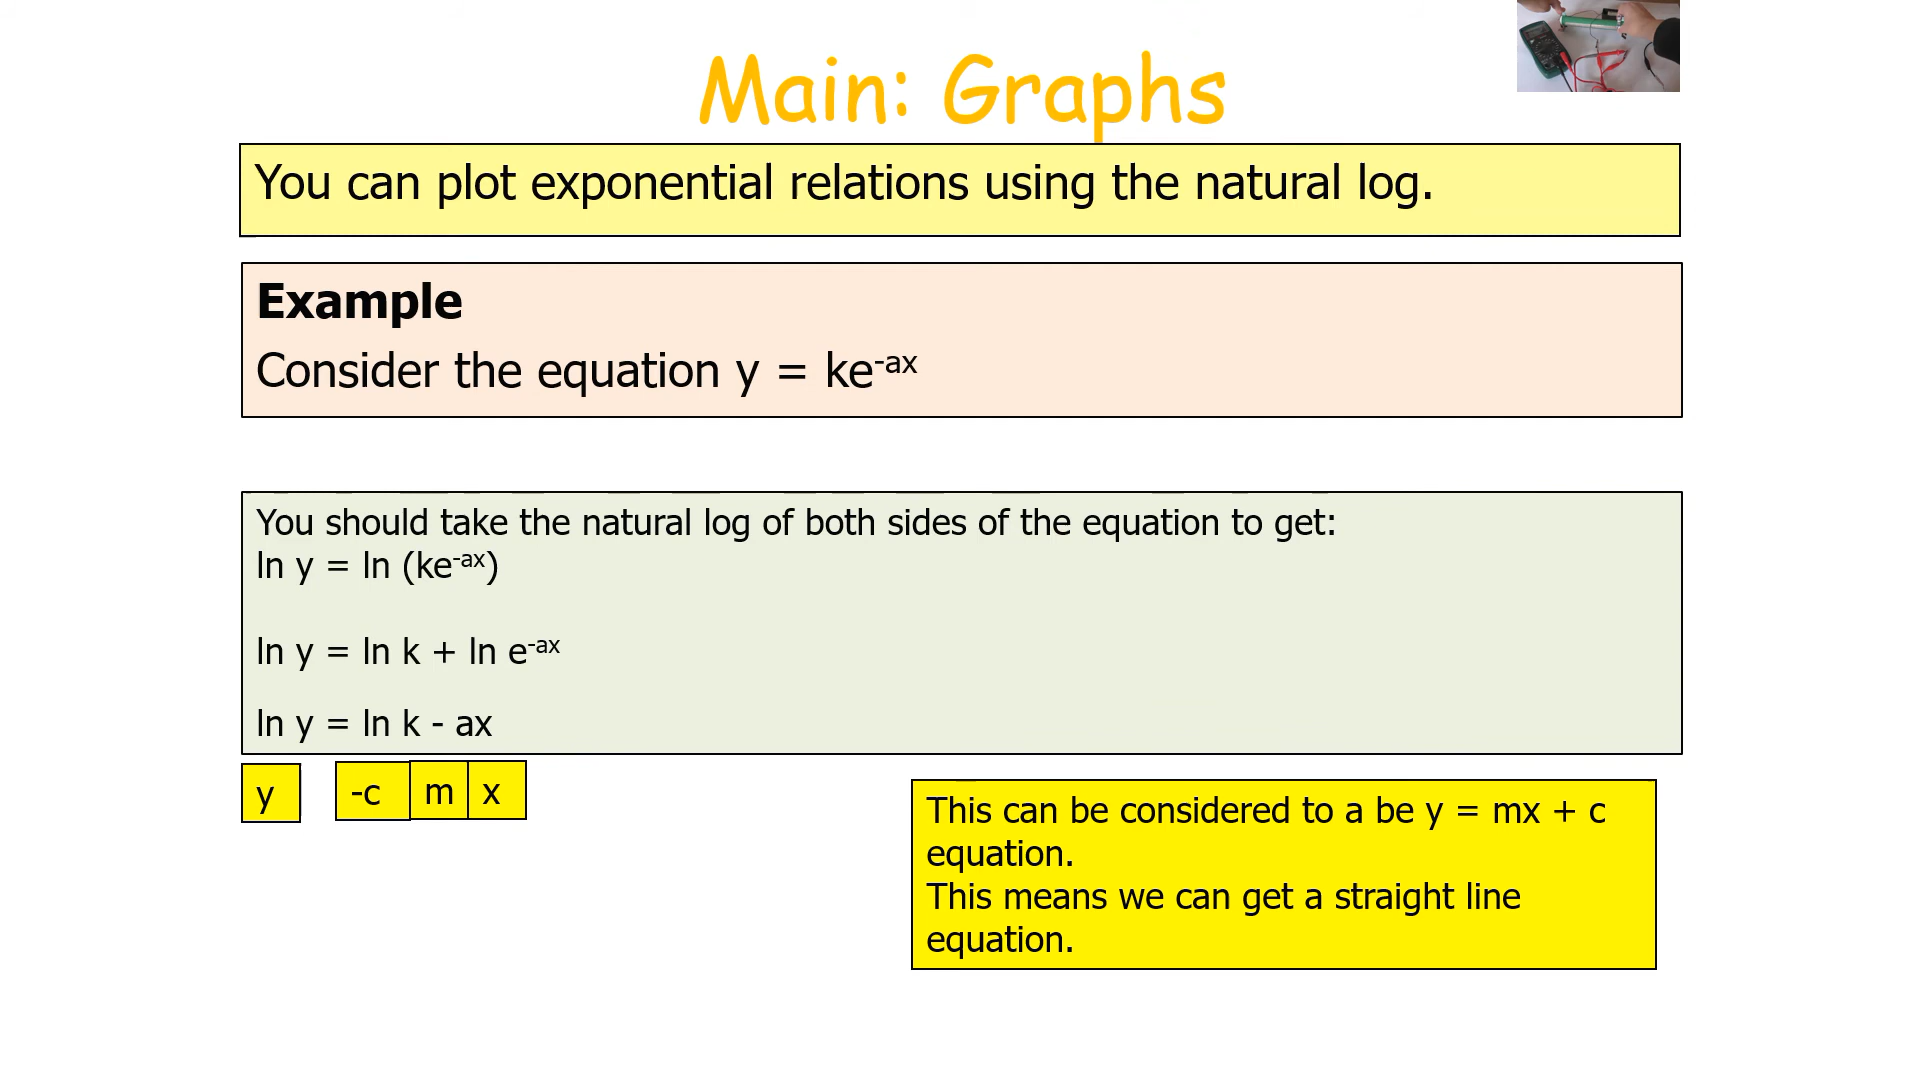 Main: Graphs
You can plot exponential relations using the natural log.
Example
Consider the equation y = ke^-ax
You should take the natural log of both sides of the equation to get:
ln y = ln (ke^-ax)
ln y = ln k + ln e^-ax
ln y = ln k - ax
y -c m x
This can be considered to a be y = mx + c
equation.
This means we can get a straight line
equation.